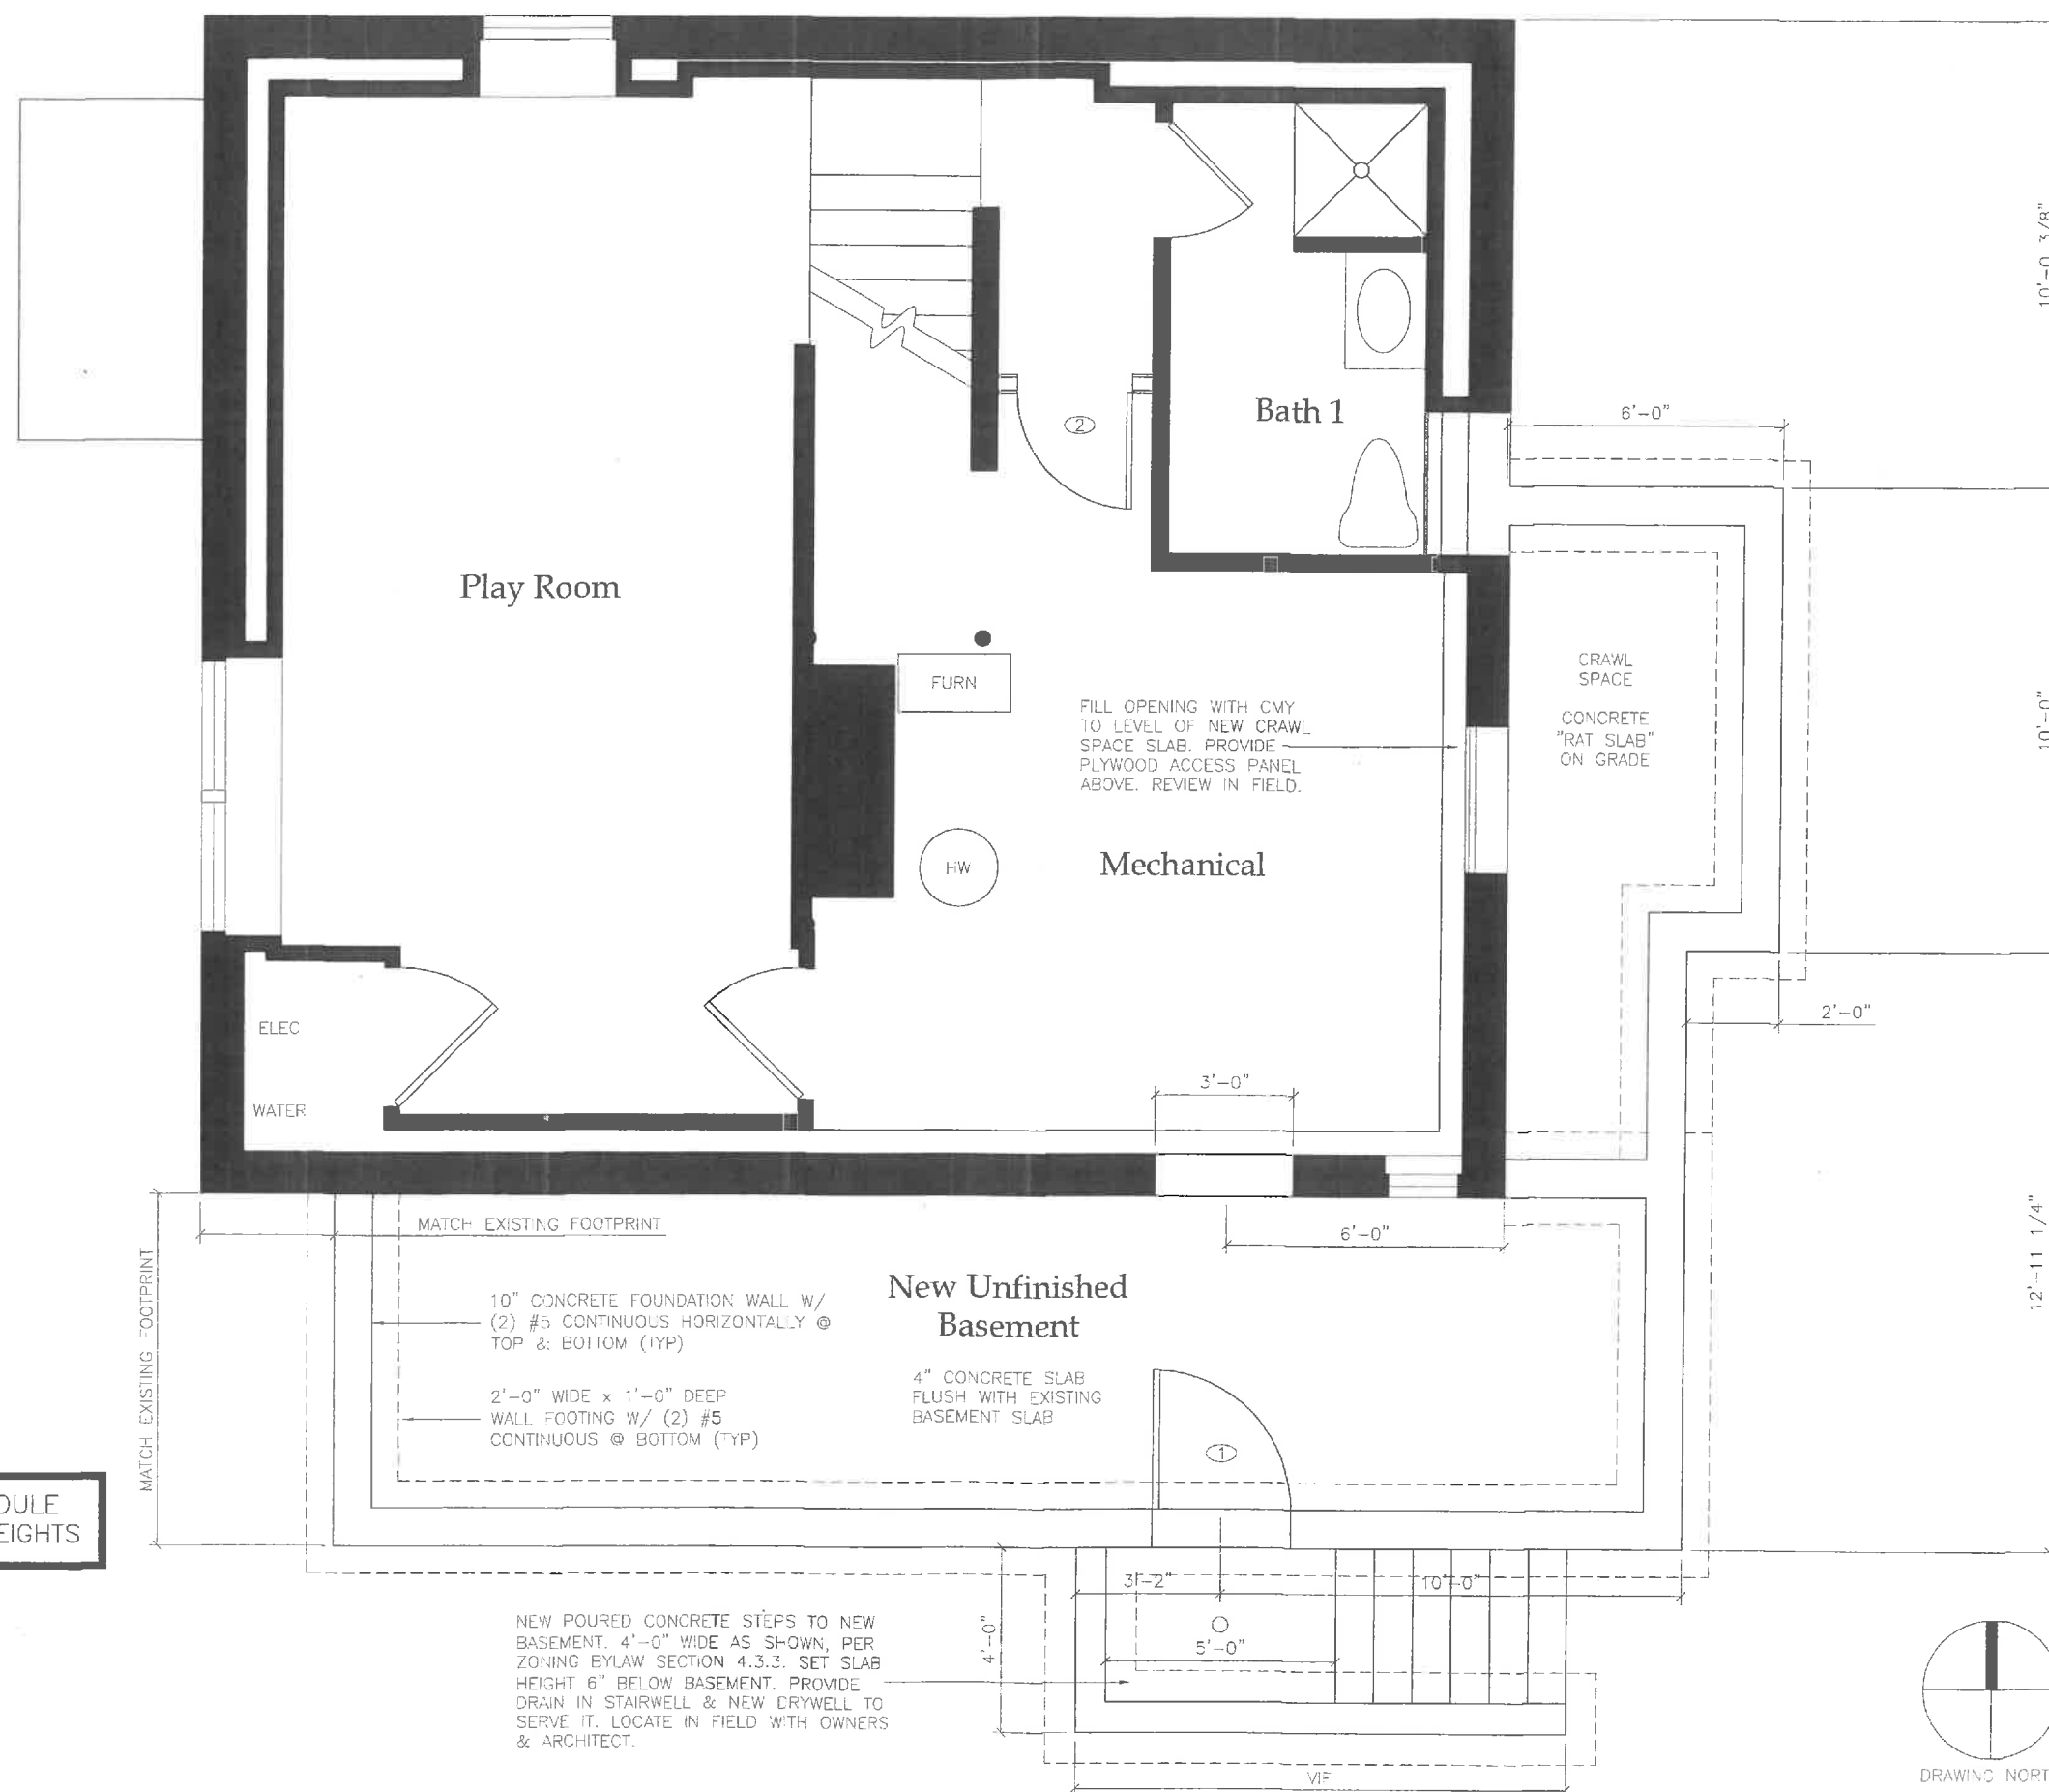 10'-0 3/8"
6'-0"
2
Bath 1
Play Room
FURN
FILL OPENING WITH CMY
TO LEVEL OF NEW CRAWL
SPACE SLAB. PROVIDE
PLYWOOD ACCESS PANEL
ABOVE. REVIEW IN FIELD.
CRAWL
SPACE
CONCRETE
"RAT SLAB"
ON GRADE
10'-0"
HW
Mechanical
2'-0"
ELEC
WATER
3'-0"
MATCH EXISTING FOOTPRINT
6'-0"
MATCH EXISTING FOOTPRINT
12'-11 1/4"
New Unfinished
Basement
10" CONCRETE FOUNDATION WALL W/
(2) #5 CONTINUOUS HORIZONTALLY @
TOP & BOTTOM (TYP)
2'-0" WIDE x 1'-0" DEEP
WALL FOOTING W/ (2) #5
CONTINUOUS @ BOTTOM (TYP)
4" CONCRETE SLAB
FLUSH WITH EXISTING
BASEMENT SLAB
1
DULE
EIGHTS
3'-2"
10'-0"
4'-0"
5'-0"
NEW POURED CONCRETE STEPS TO NEW
BASEMENT. 4'-0" WIDE AS SHOWN, PER
ZONING BYLAW SECTION 4.3.3. SET SLAB
HEIGHT 6" BELOW BASEMENT. PROVIDE
DRAIN IN STAIRWELL & NEW DRYWELL TO
SERVE IT. LOCATE IN FIELD WITH OWNERS
& ARCHITECT.
VIF
DRAWING NORT